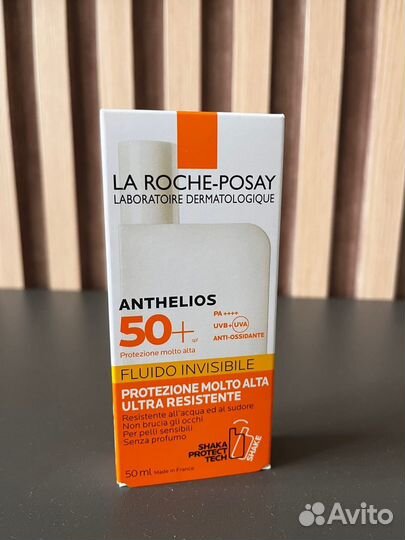 LA ROCHE-POSAY
LABORATOIRE DERMATOLOGIQUE
ANTHELIOS
50+
Protezione molto alta
PA ++++
UVB+UVA
ANTI-OSSIDANTE
FLUIDO INVISIBILE
PROTEZIONE MOLTO ALTA
ULTRA RESISTENTE
Resistente all'acqua ed al sudore
Non brucia gli occhi
Per pelli sensibili
Senza profumo
SHAKA
PROTECT
TECH
SHAKE
50 ml Made in France
Avito